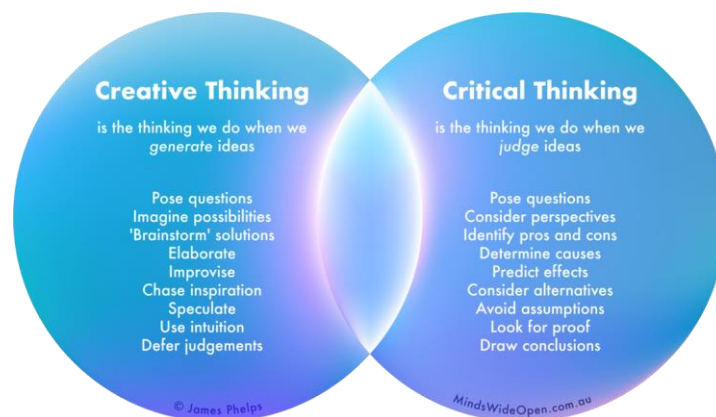 Creative Thinking
is the thinking we do when we
generate ideas
Pose questions
Imagine possibilities
'Brainstorm' solutions
Elaborate
Improvise
Chase inspiration
Speculate
Use intuition
Defer judgements
© James Phelps
Critical Thinking
is the thinking we do when we
judge ideas
Pose questions
Consider perspectives
Identify pros and cons
Determine causes
Predict effects
Consider alternatives
Avoid assumptions
Look for proof
Draw conclusions
MindsWideOpen.com.au